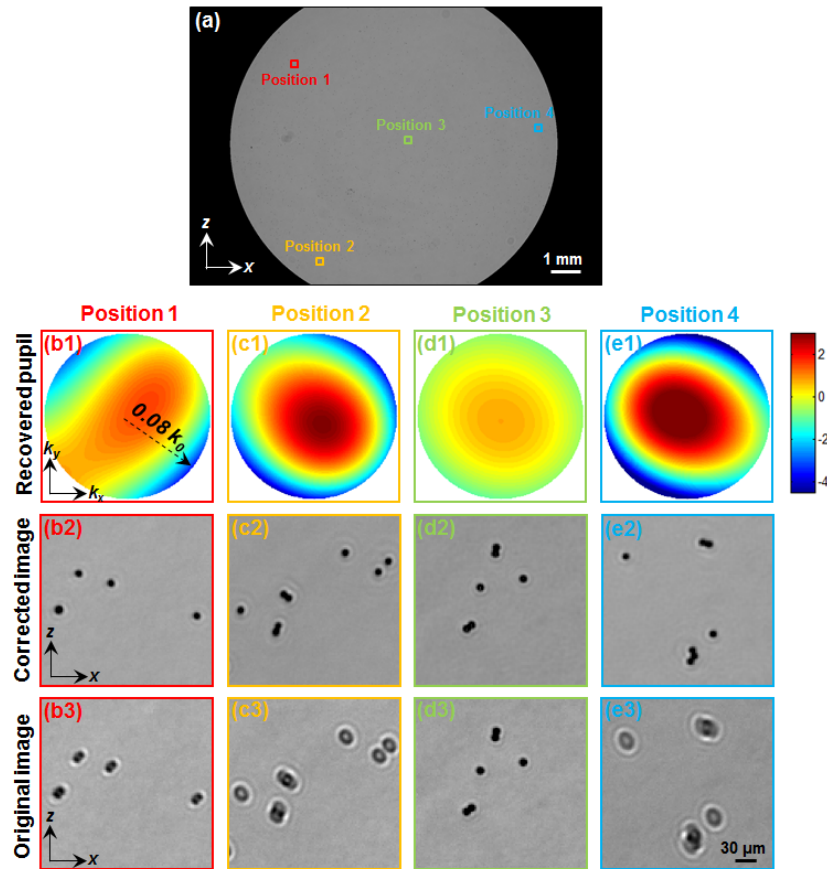 (a)
Position 1
Position 3
Position 4
Position 2
z
x
1 mm
Position 1 Position 2 Position 3 Position 4
Recovered pupil
(b1) (c1) (d1) (e1)
0.08 k0
ky
kx
2
0
-2
-4
Corrected image
(b2) (c2) (d2) (e2)
z
x
Original image
(b3) (c3) (d3) (e3)
z
x
30 μm